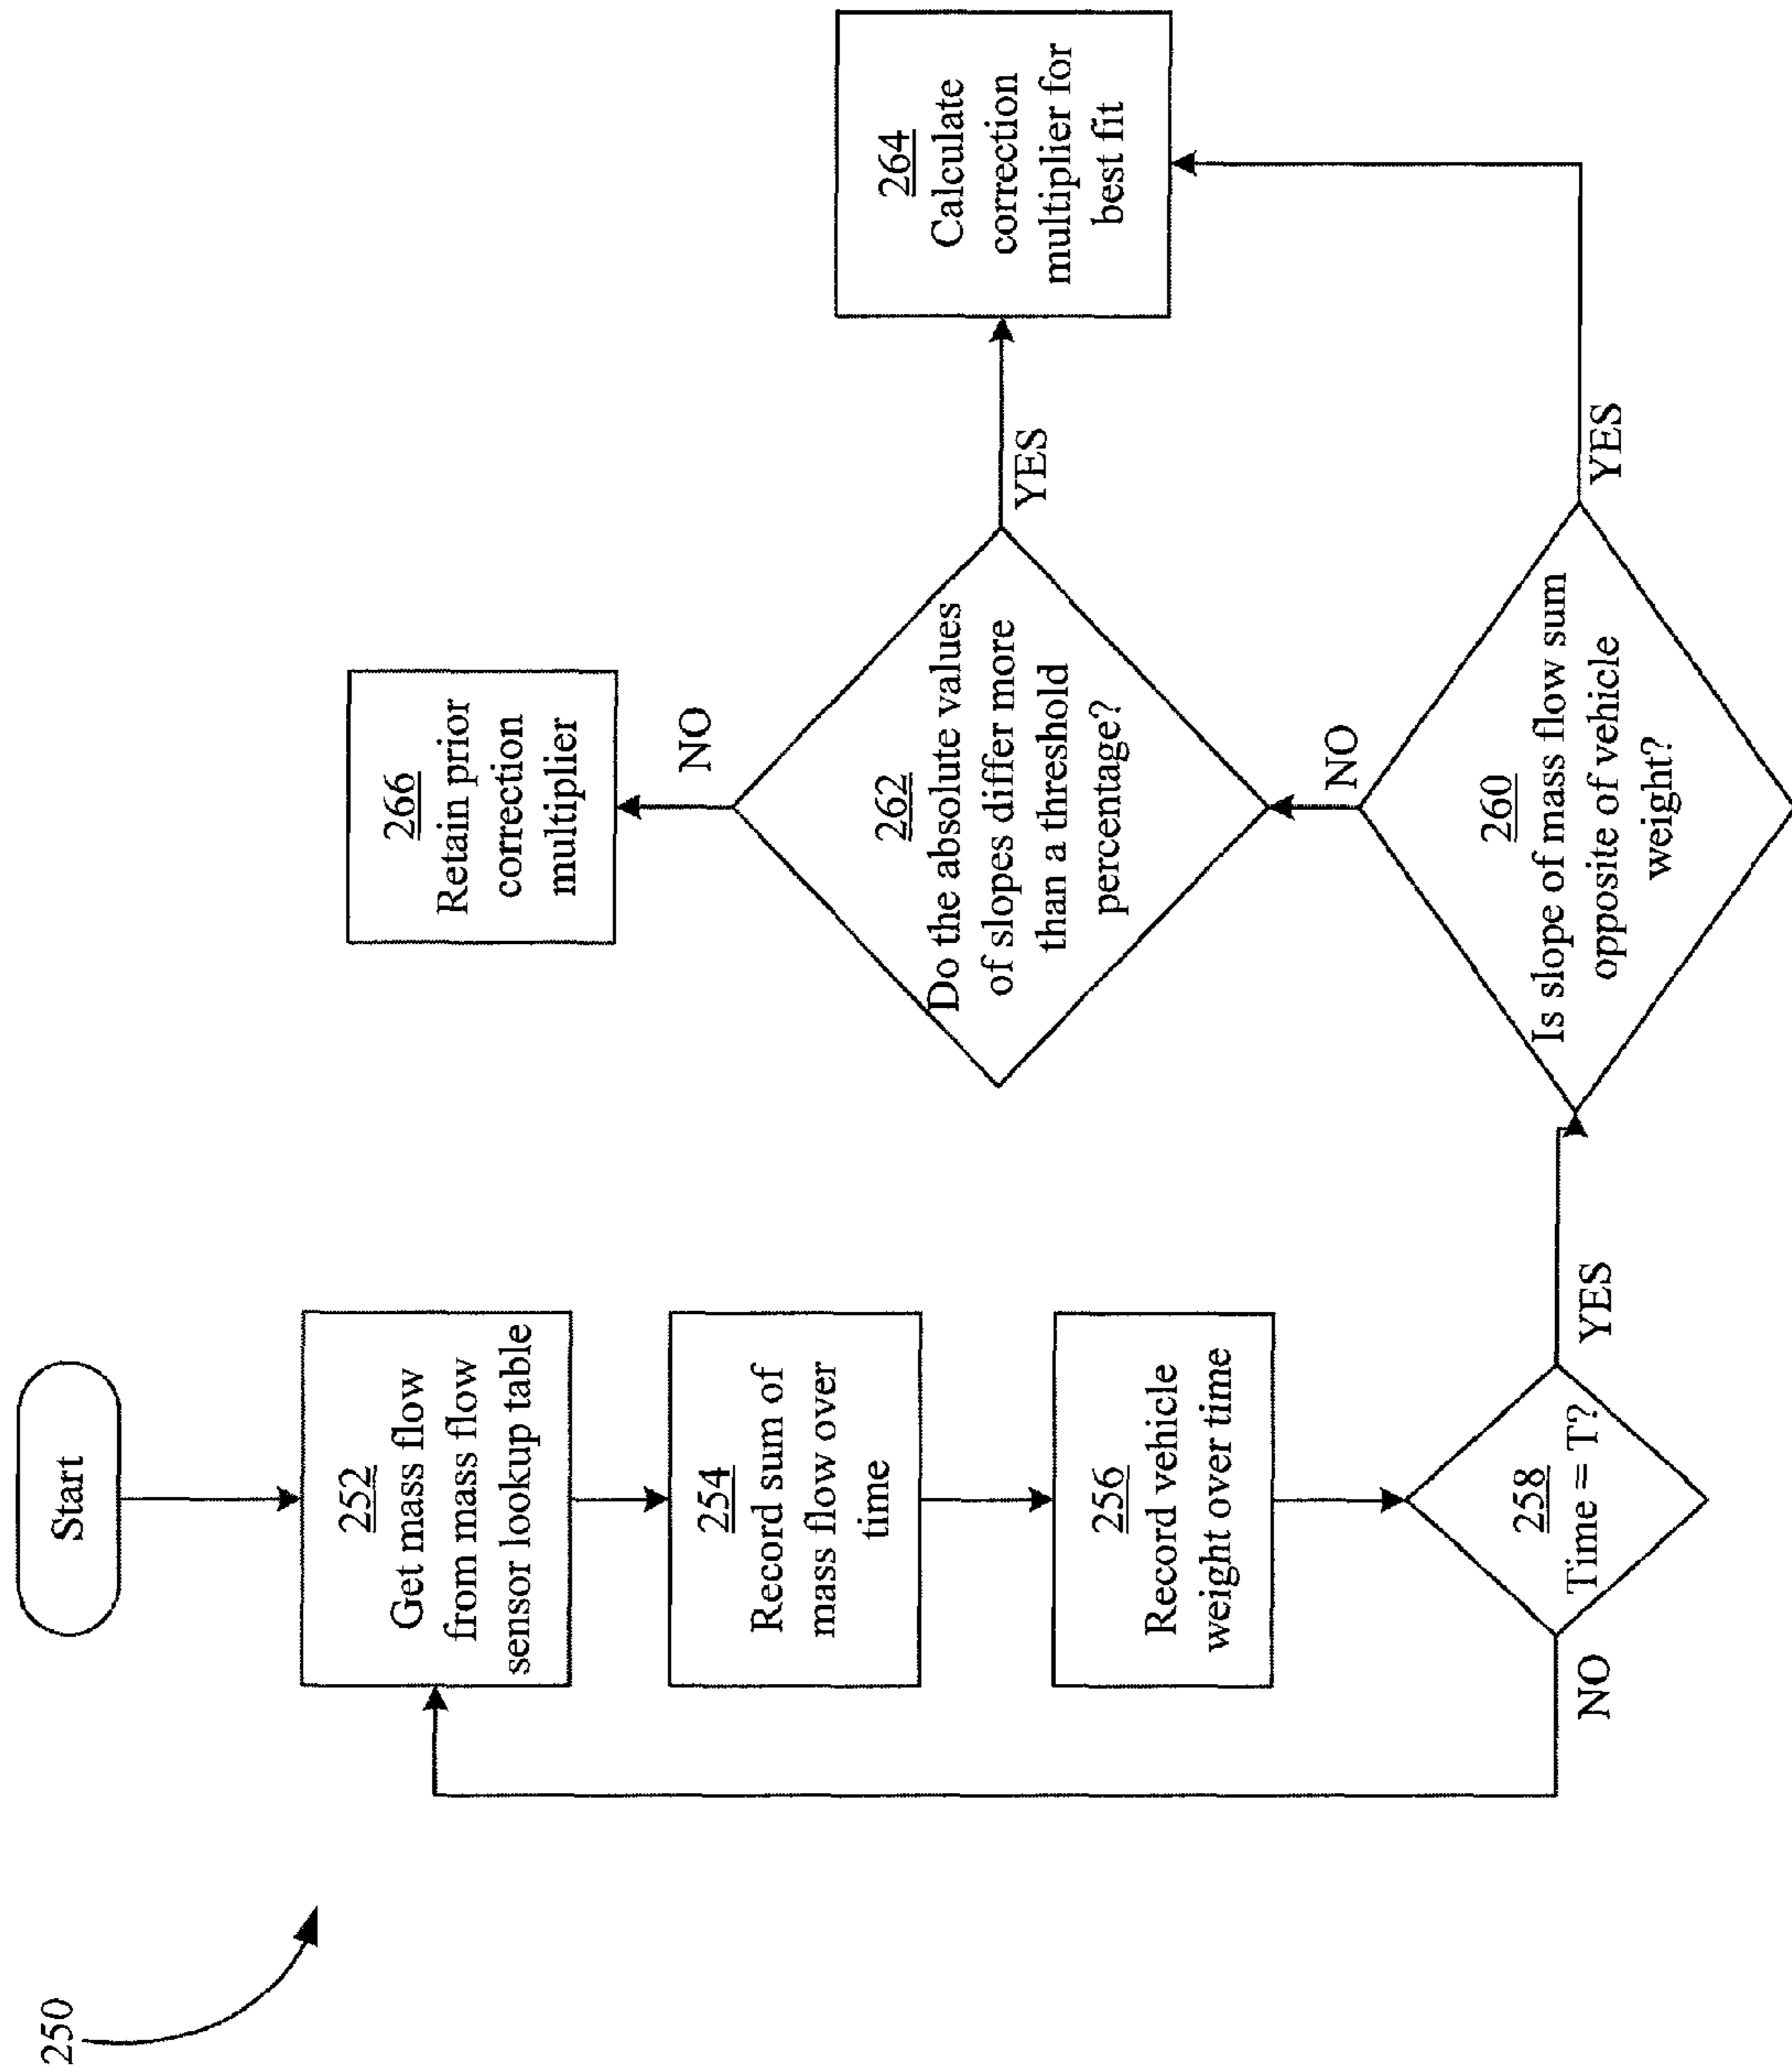 250
Start
252
Get mass flow
from mass flow
sensor lookup table
254
Record sum of
mass flow over
time
256
Record vehicle
weight over time
258
Time = T?
NO
YES
260
Is slope of mass flow sum
opposite of vehicle
weight?
NO
YES
262
Do the absolute values
of slopes differ more
than a threshold
percentage?
NO
YES
266
Retain prior
correction
multiplier
264
Calculate
correction
multiplier for
best fit